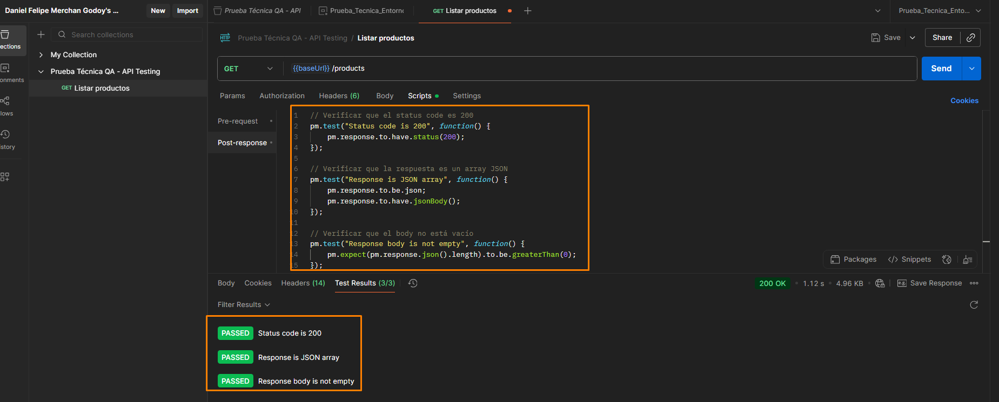 Daniel Felipe Merchan Godoy's ...
New
Import
Prueba Técnica QA - API
Prueba_Tecnica_Entorno
GET Listar productos
Prueba_Tecnica_Ento...
ections
onments
lows
istory
Search collections
My Collection
Prueba Técnica QA - API Testing
GET Listar productos
HTTP
Prueba Técnica QA - API Testing / Listar productos
Save
Share
GET
{{baseUrl}} /products
Send
Params
Authorization
Headers (6)
Body
Scripts
Settings
Cookies
Pre-request
Post-response
1 // Verificar que el status code es 200
2 pm.test("Status code is 200", function() {
3 pm.response.to.have.status(200);
4 });
5
6 // Verificar que la respuesta es un array JSON
7 pm.test("Response is JSON array", function() {
8 pm.response.to.be.json;
9 pm.response.to.have.jsonBody();
10 });
11
12 // Verificar que el body no está vacío
13 pm.test("Response body is not empty", function() {
14 pm.expect(pm.response.json().length).to.be.greaterThan(0);
15 });
Packages
</> Snippets
Body
Cookies
Headers (14)
Test Results (3/3)
200 OK
1.12 s
4.96 KB
e.g. Save Response
Filter Results
PASSED Status code is 200
PASSED Response is JSON array
PASSED Response body is not empty